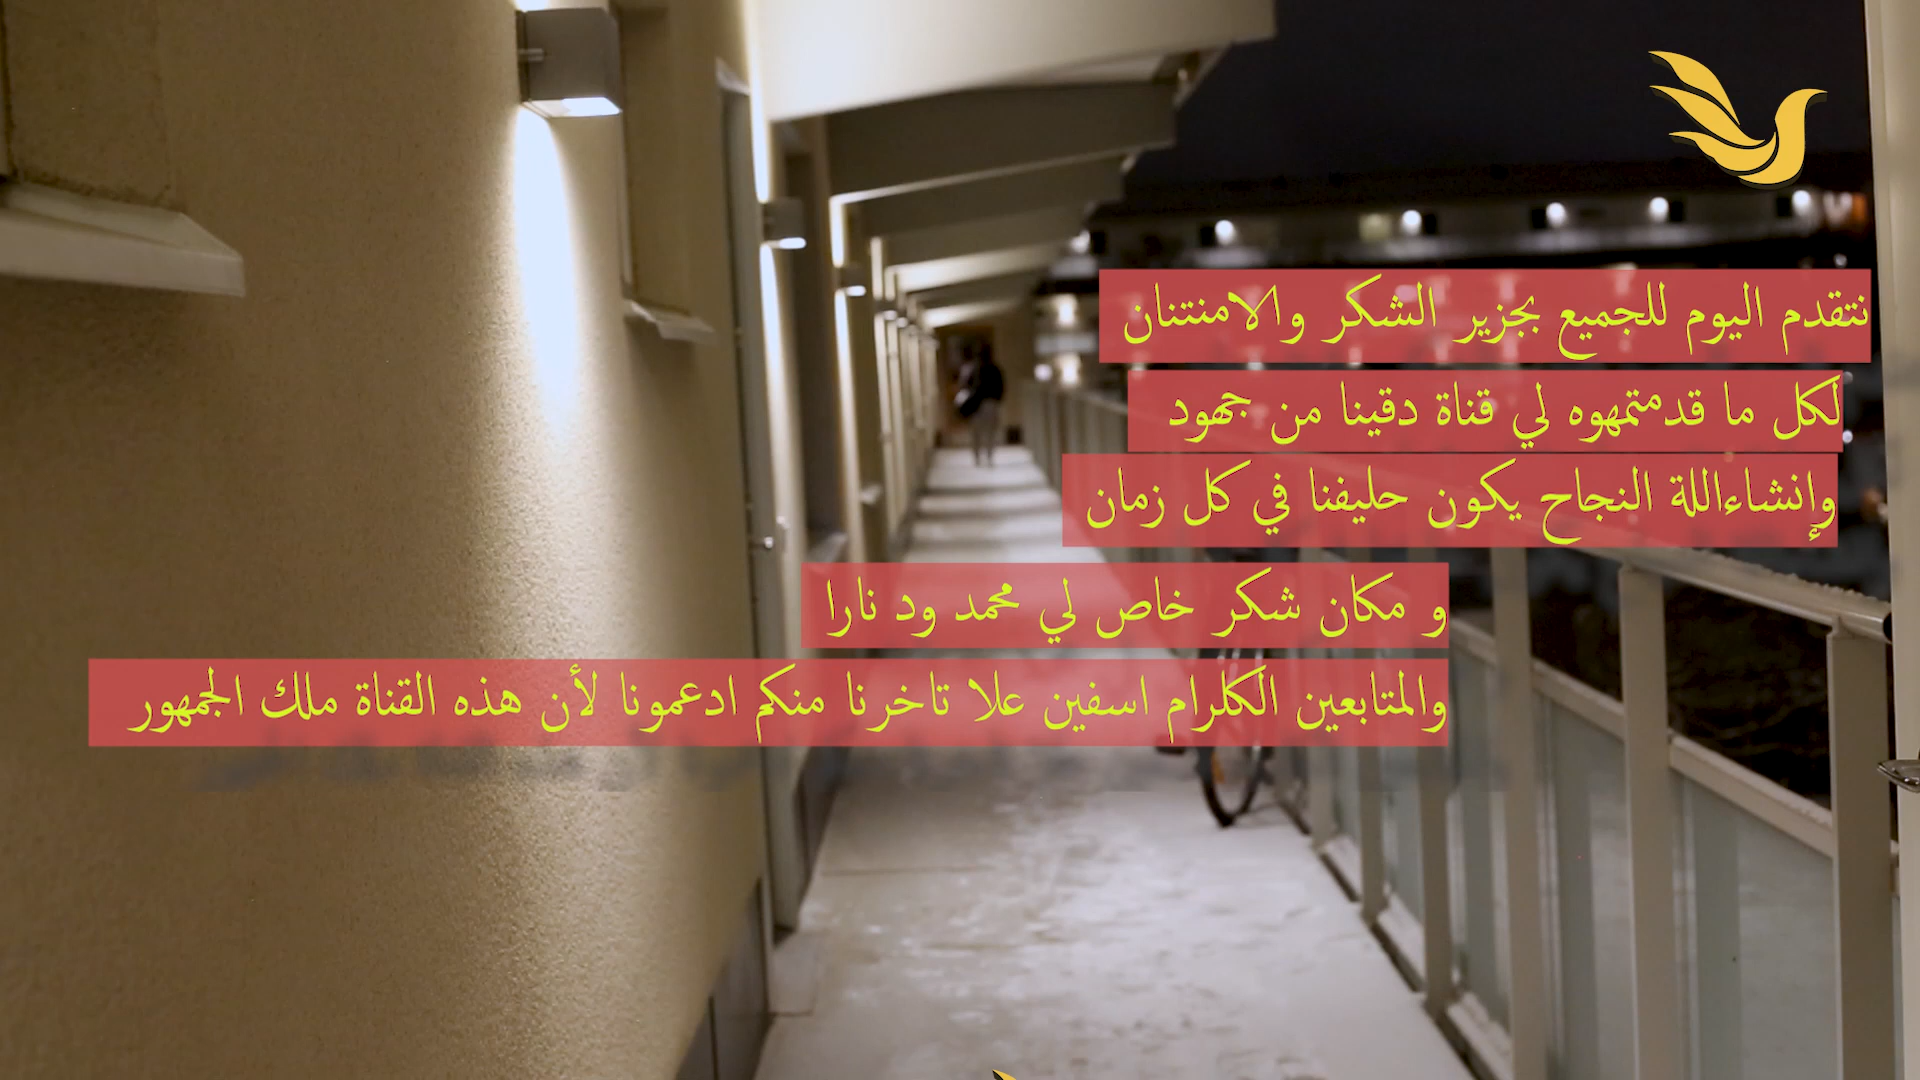 نتقدم اليوم للجميع بجزير الشكر والامنتنان
لكل ما قدمتمهوه لي قناة دقينا من جهود
وإنشاءاللة النجاح يكون حليفنا في كل زمان
و مكان شكر خاص لي محمد ود نارا
والمتابعين الكلرام اسفين علا تاخرنا منكم ادعمونا لأن هذه القناة ملك الجمهور